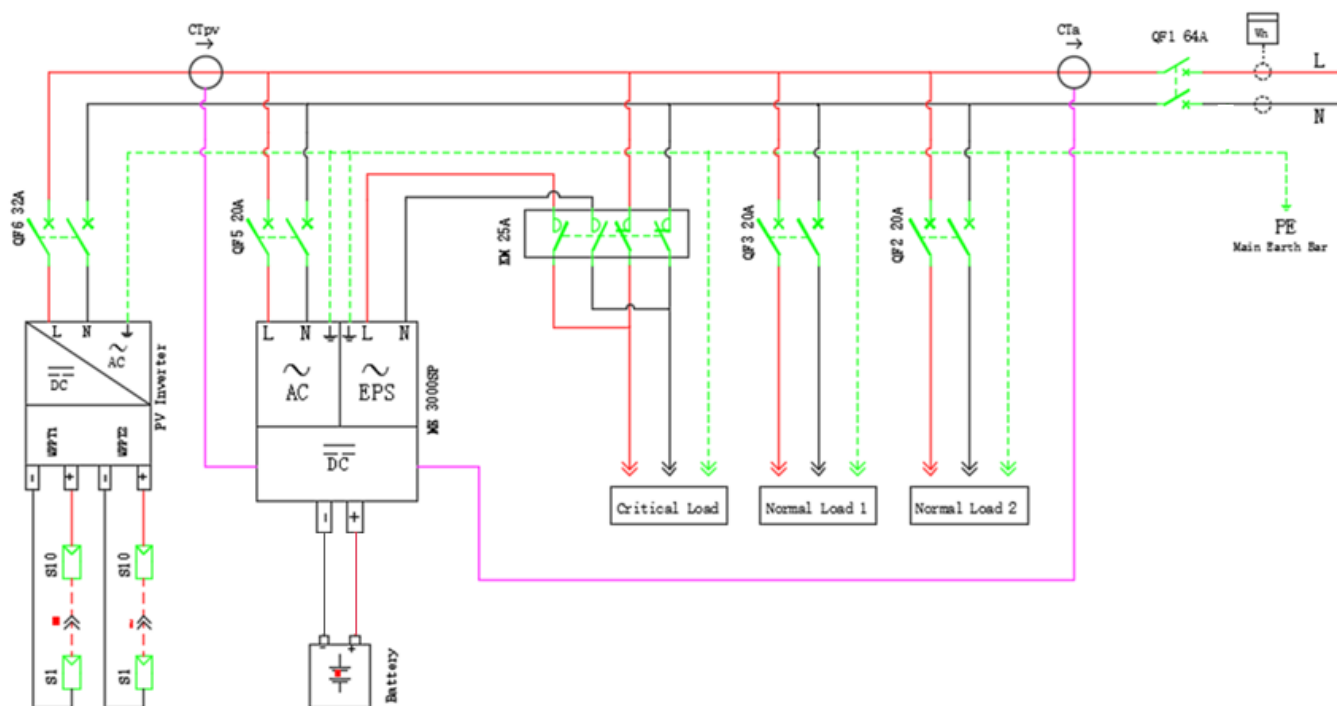 CTpv
CTa
QF1 64A
Wh
L
N
QF6 32A
QF5 20A
KM 25A
QF3 20A
QF2 20A
PE
Main Earth Bar
L N
AC
DC
MPPT1
MPPT2
PV Inverter
L N
L N
AC
EPS
DC
MS 3000SP
- + - +
- +
Critical Load
Normal Load 1
Normal Load 2
S10
S10
S1
S1
- +
Battery